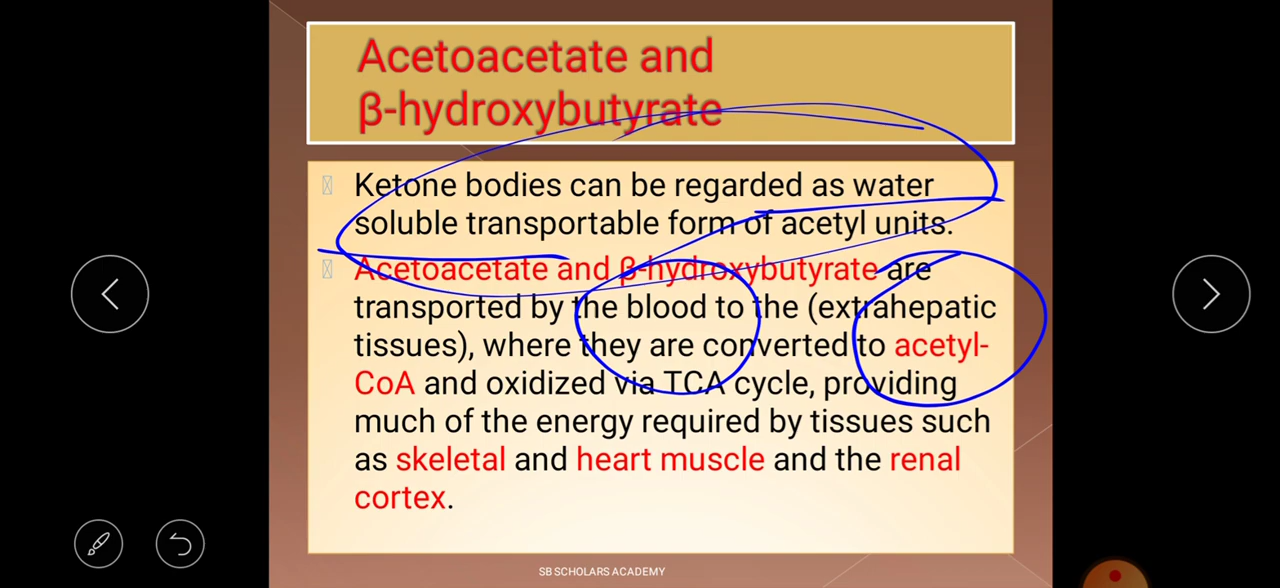 Acetoacetate and
β-hydroxybutyrate
Ketone bodies can be regarded as water
soluble transportable form of acetyl units.
Acetoacetate and β-hydroxybutyrate are
transported by the blood to the (extrahepatic
tissues), where they are converted to acetyl-
CoA and oxidized via TCA cycle, providing
much of the energy required by tissues such
as skeletal and heart muscle and the renal
cortex.
SB SCHOLARS ACADEMY